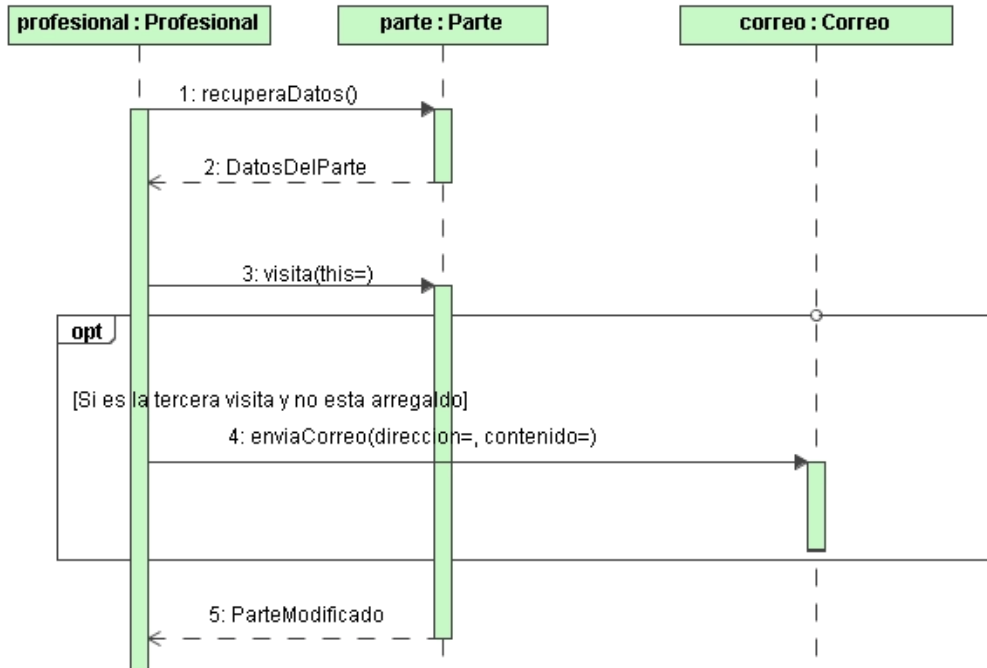 profesional : Profesional
parte : Parte
correo : Correo
1: recuperaDatos()
2: DatosDelParte
3: visita(this=)
opt
[Si es la tercera visita y no esta arregaldo]
4: enviaCorreo(direccion=, contenido=)
5: ParteModificado